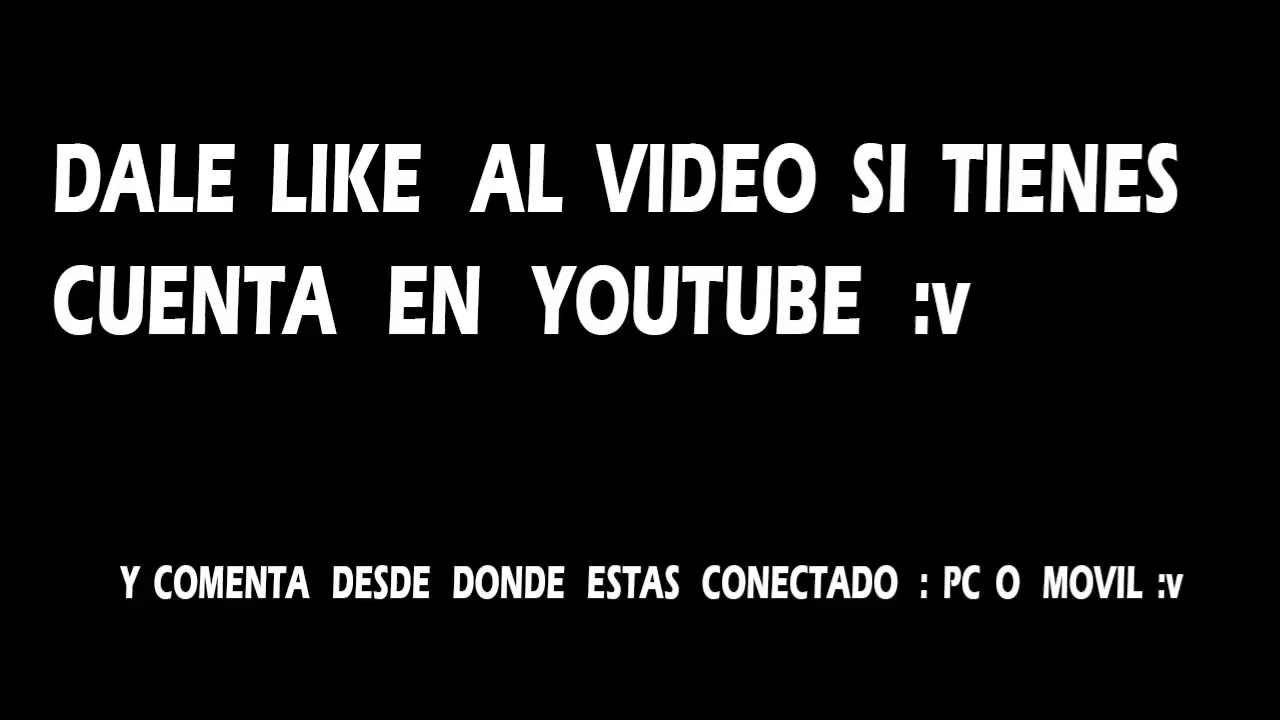 DALE LIKE AL VIDEO SI TIENES
CUENTA EN YOUTUBE :v
Y COMENTA DESDE DONDE ESTAS CONECTADO : PC O MOVIL :v